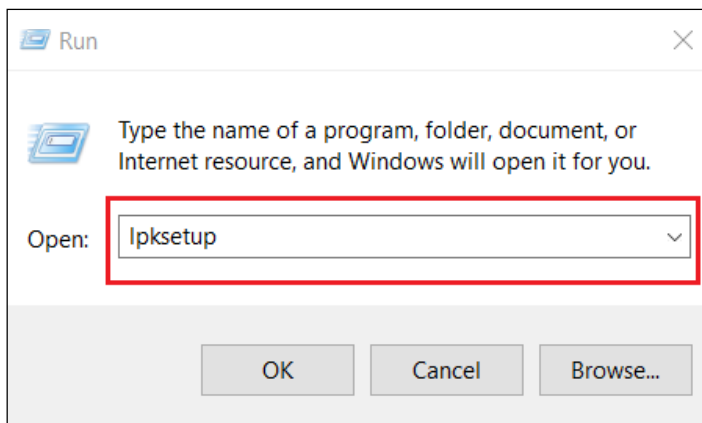 Run
Type the name of a program, folder, document, or
Internet resource, and Windows will open it for you.
Open: lpksetup
OK Cancel Browse...